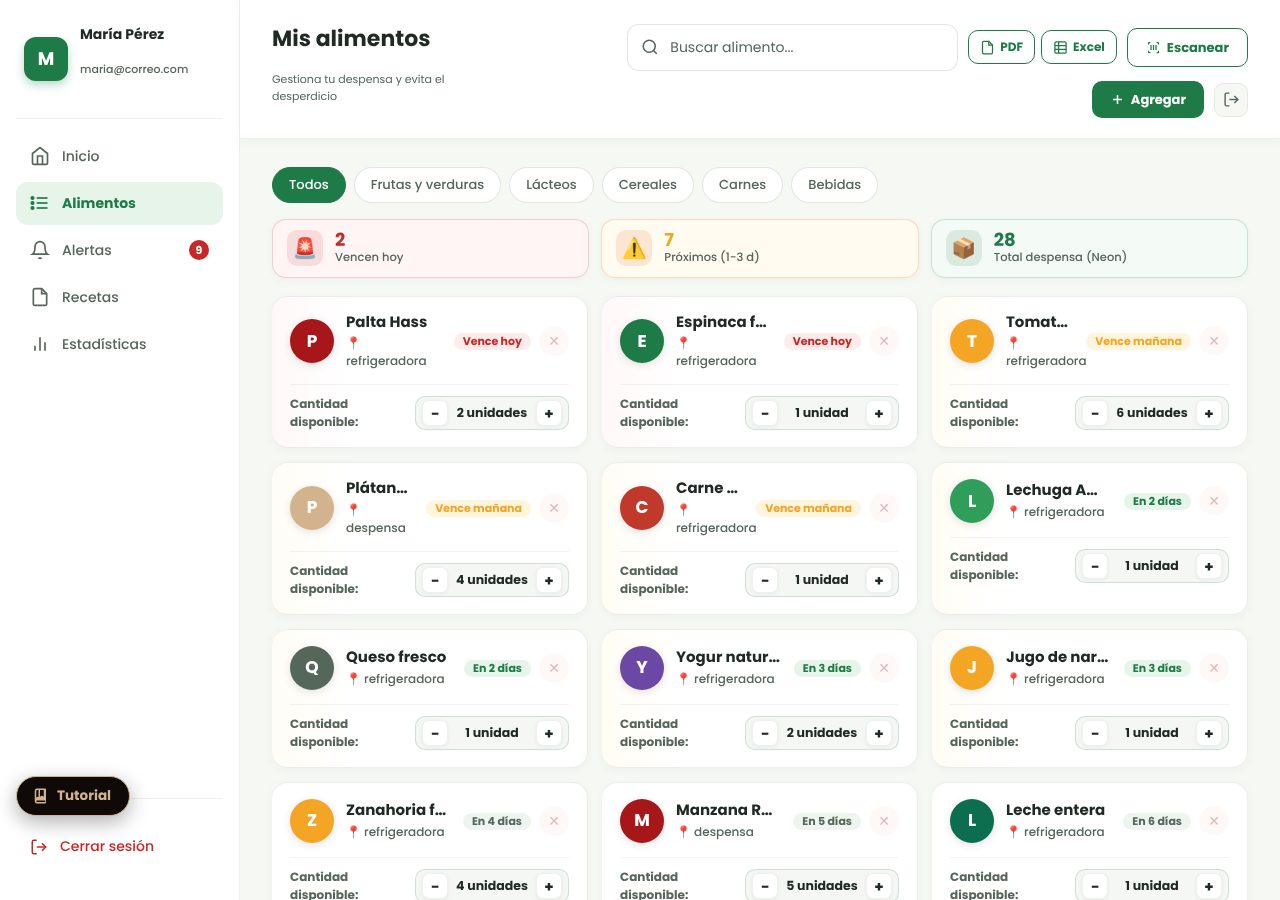 M
María Pérez
maria@correo.com
Inicio
Alimentos
Alertas
9
Recetas
Estadísticas
Tutorial
Cerrar sesión
Mis alimentos
Gestiona tu despensa y evita el
desperdicio
Buscar alimento...
PDF
Excel
Escanear
+ Agregar
Todos
Frutas y verduras
Lácteos
Cereales
Carnes
Bebidas
2
Vencen hoy
7
Próximos (1-3 d)
28
Total despensa (Neon)
P
Palta Hass
refrigeradora
Vence hoy
×
Cantidad
disponible:
− 2 unidades +
E
Espinaca f...
refrigeradora
Vence hoy
×
Cantidad
disponible:
− 1 unidad +
T
Tomat...
refrigeradora
Vence mañana
×
Cantidad
disponible:
− 6 unidades +
P
Plátan...
despensa
Vence mañana
×
Cantidad
disponible:
− 4 unidades +
C
Carne ...
refrigeradora
Vence mañana
×
Cantidad
disponible:
− 1 unidad +
L
Lechuga A...
refrigeradora
En 2 días
×
Cantidad
disponible:
− 1 unidad +
Q
Queso fresco
refrigeradora
En 2 días
×
Cantidad
disponible:
− 1 unidad +
Y
Yogur natur...
refrigeradora
En 3 días
×
Cantidad
disponible:
− 2 unidades +
J
Jugo de nar...
refrigeradora
En 3 días
×
Cantidad
disponible:
− 1 unidad +
Z
Zanahoria f...
refrigeradora
En 4 días
×
Cantidad
disponible:
− 4 unidades +
M
Manzana R...
despensa
En 5 días
×
Cantidad
disponible:
− 5 unidades +
L
Leche entera
refrigeradora
En 6 días
×
Cantidad
disponible:
− 1 unidad +